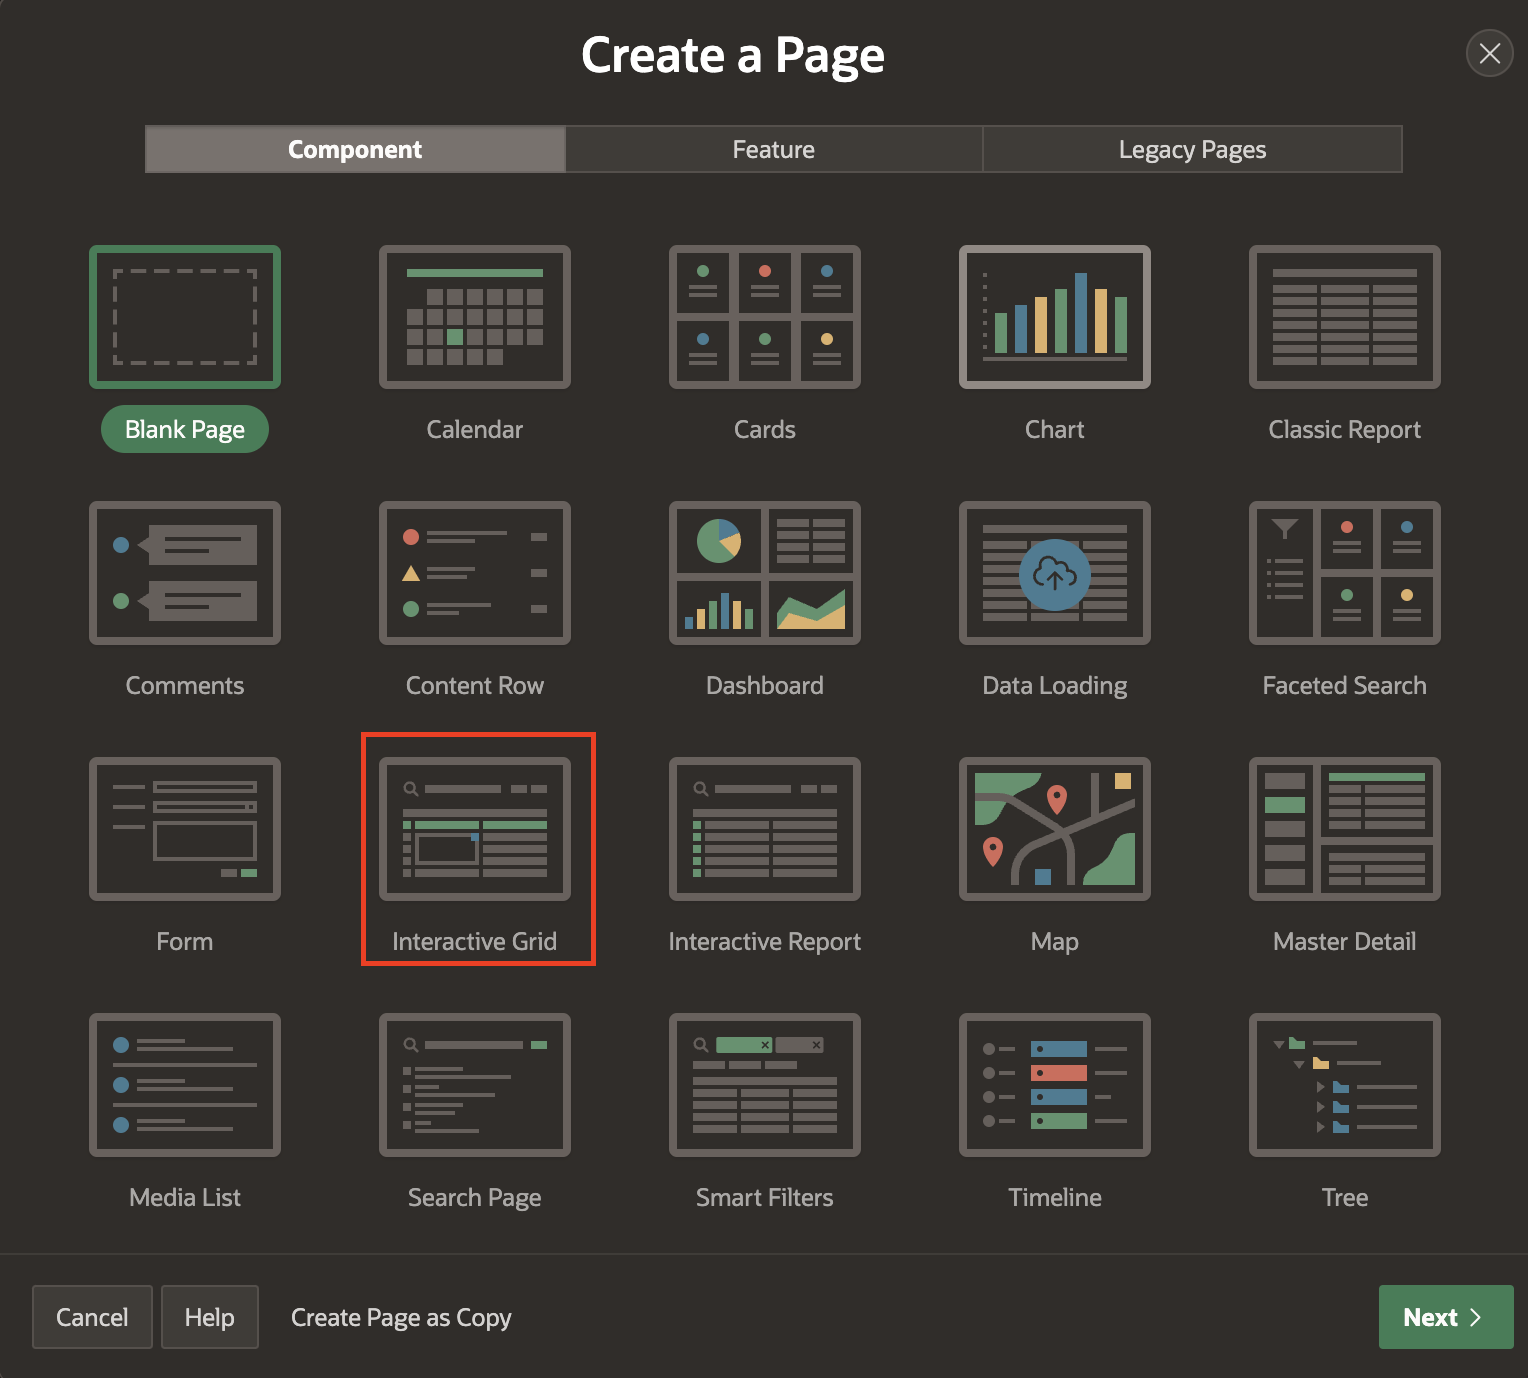 Create a Page
Component
Feature
Legacy Pages
Blank Page
Calendar
Cards
Chart
Classic Report
Comments
Content Row
Dashboard
Data Loading
Faceted Search
Form
Interactive Grid
Interactive Report
Map
Master Detail
Media List
Search Page
Smart Filters
Timeline
Tree
Cancel
Help
Create Page as Copy
Next